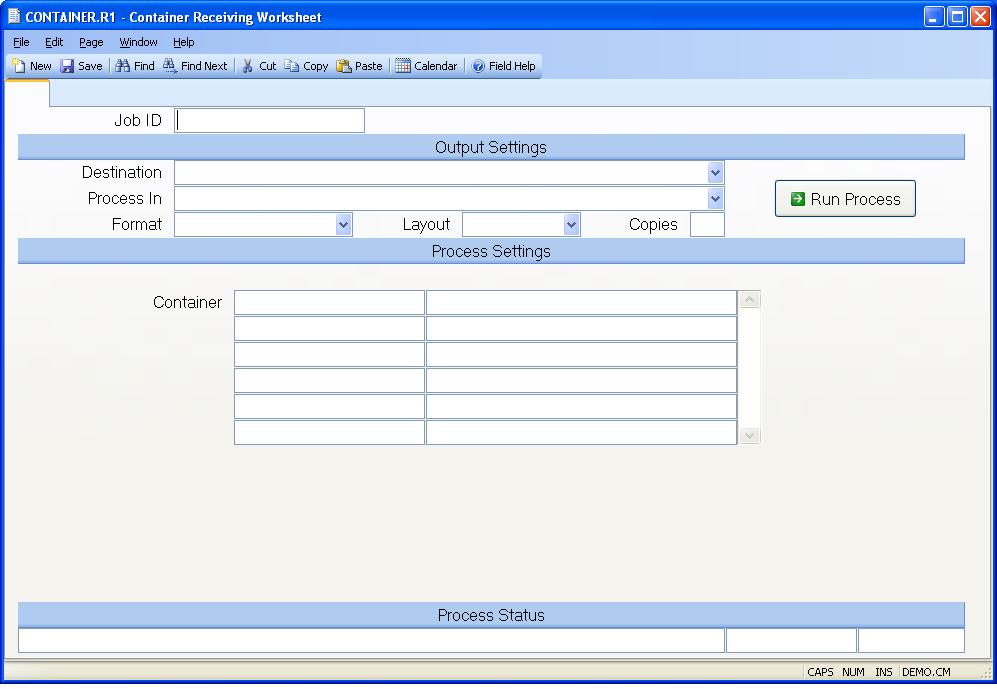 CONTAINER.R1 - Container Receiving Worksheet
File Edit Page Window Help
New Save Find Find Next Cut Copy Paste Calendar Field Help
Job ID
Output Settings
Destination
Process In
Run Process
Format Layout Copies
Process Settings
Container
Process Status
CAPS NUM INS DEMO.CM